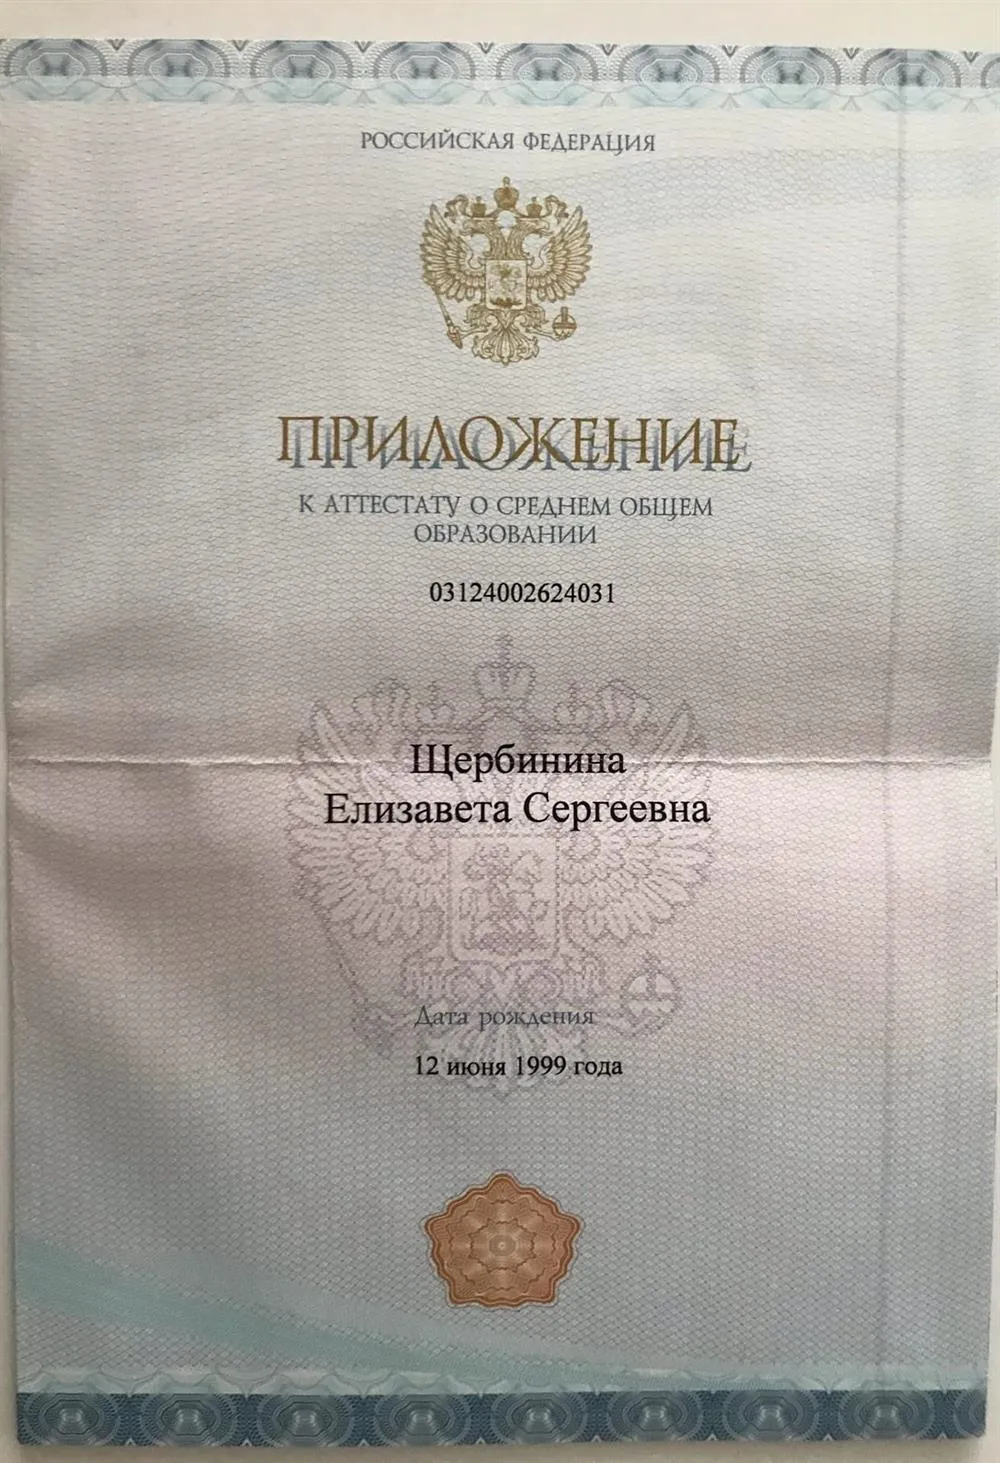 РОССИЙСКАЯ ФЕДЕРАЦИЯ
ПРИЛОЖЕНИЕ
К АТТЕСТАТУ О СРЕДНЕМ ОБЩЕМ
ОБРАЗОВАНИИ
03124002624031
Щербинина
Елизавета Сергеевна
Дата рождения
12 июня 1999 года